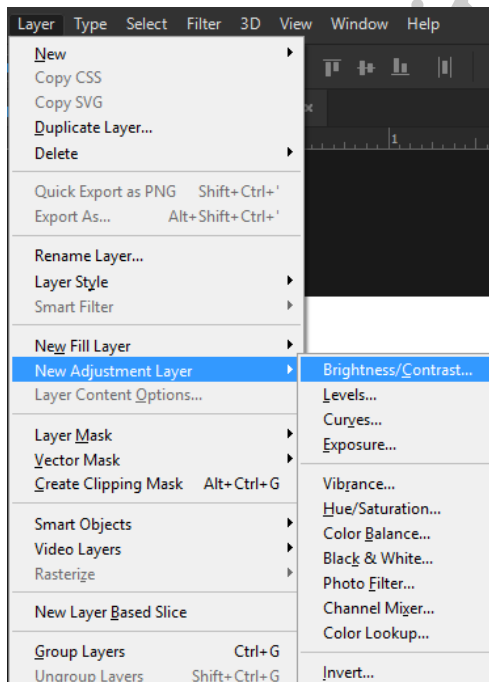 Layer Type Select Filter 3D View Window Help
New
Copy CSS
Copy SVG
Duplicate Layer...
Delete
Quick Export as PNG Shift+Ctrl+'
Export As... Alt+Shift+Ctrl+'
Rename Layer...
Layer Style
Smart Filter
New Fill Layer
New Adjustment Layer
Layer Content Options...
Layer Mask
Vector Mask
Create Clipping Mask Alt+Ctrl+G
Smart Objects
Video Layers
Rasterize
New Layer Based Slice
Group Layers Ctrl+G
Ungroup Layers Shift+Ctrl+G
x
1
Brightness/Contrast...
Levels...
Curves...
Exposure...
Vibrance...
Hue/Saturation...
Color Balance...
Black & White...
Photo Filter...
Channel Mixer...
Color Lookup...
Invert...